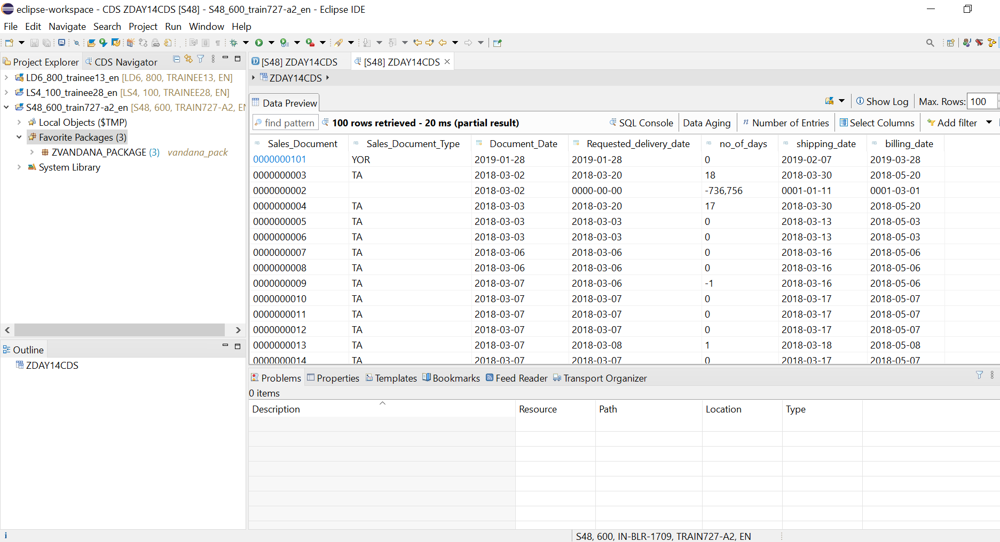 eclipse-workspace - CDS ZDAY14CDS [S48] - S48_600_train727-a2_en - Eclipse IDE
File Edit Navigate Search Project Run Window Help
Project Explorer CDS Navigator
LD6_800_trainee13_en [LD6, 800, TRAINEE13, EN]
LS4_100_trainee28_en [LS4, 100, TRAINEE28, EN]
S48_600_train727-a2_en [S48, 600, TRAIN727-A2, EN
Local Objects ($TMP)
Favorite Packages (3)
ZVANDANA_PACKAGE (3) vandana_pack
System Library
Outline
ZDAY14CDS
[S48] ZDAY14CDS [S48] ZDAY14CDS
ZDAY14CDS
Data Preview Show Log Max. Rows: 100
find pattern 100 rows retrieved - 20 ms (partial result) SQL Console Data Aging n Number of Entries Select Columns Add filter
Sales_Document Sales_Document_Type Document_Date Requested_delivery_date no_of_days shipping_date billing_date
0000000101 YOR 2019-01-28 2019-01-28 0 2019-02-07 2019-03-28
0000000003 TA 2018-03-02 2018-03-20 18 2018-03-30 2018-05-20
0000000002 2018-03-02 0000-00-00 -736,756 0001-01-11 0001-03-01
0000000004 TA 2018-03-03 2018-03-20 17 2018-03-30 2018-05-20
0000000005 TA 2018-03-03 2018-03-03 0 2018-03-13 2018-05-03
0000000006 TA 2018-03-03 2018-03-03 0 2018-03-13 2018-05-03
0000000007 TA 2018-03-06 2018-03-06 0 2018-03-16 2018-05-06
0000000008 TA 2018-03-06 2018-03-06 0 2018-03-16 2018-05-06
0000000009 TA 2018-03-07 2018-03-06 -1 2018-03-16 2018-05-06
0000000010 TA 2018-03-07 2018-03-07 0 2018-03-17 2018-05-07
0000000011 TA 2018-03-07 2018-03-07 0 2018-03-17 2018-05-07
0000000012 TA 2018-03-07 2018-03-07 0 2018-03-17 2018-05-07
0000000013 TA 2018-03-07 2018-03-08 1 2018-03-18 2018-05-08
0000000014 TA 2018-03-07 2018-03-07 0 2018-03-17 2018-05-07
Problems Properties Templates Bookmarks Feed Reader Transport Organizer
0 items
Description Resource Path Location Type
S48, 600, IN-BLR-1709, TRAIN727-A2, EN